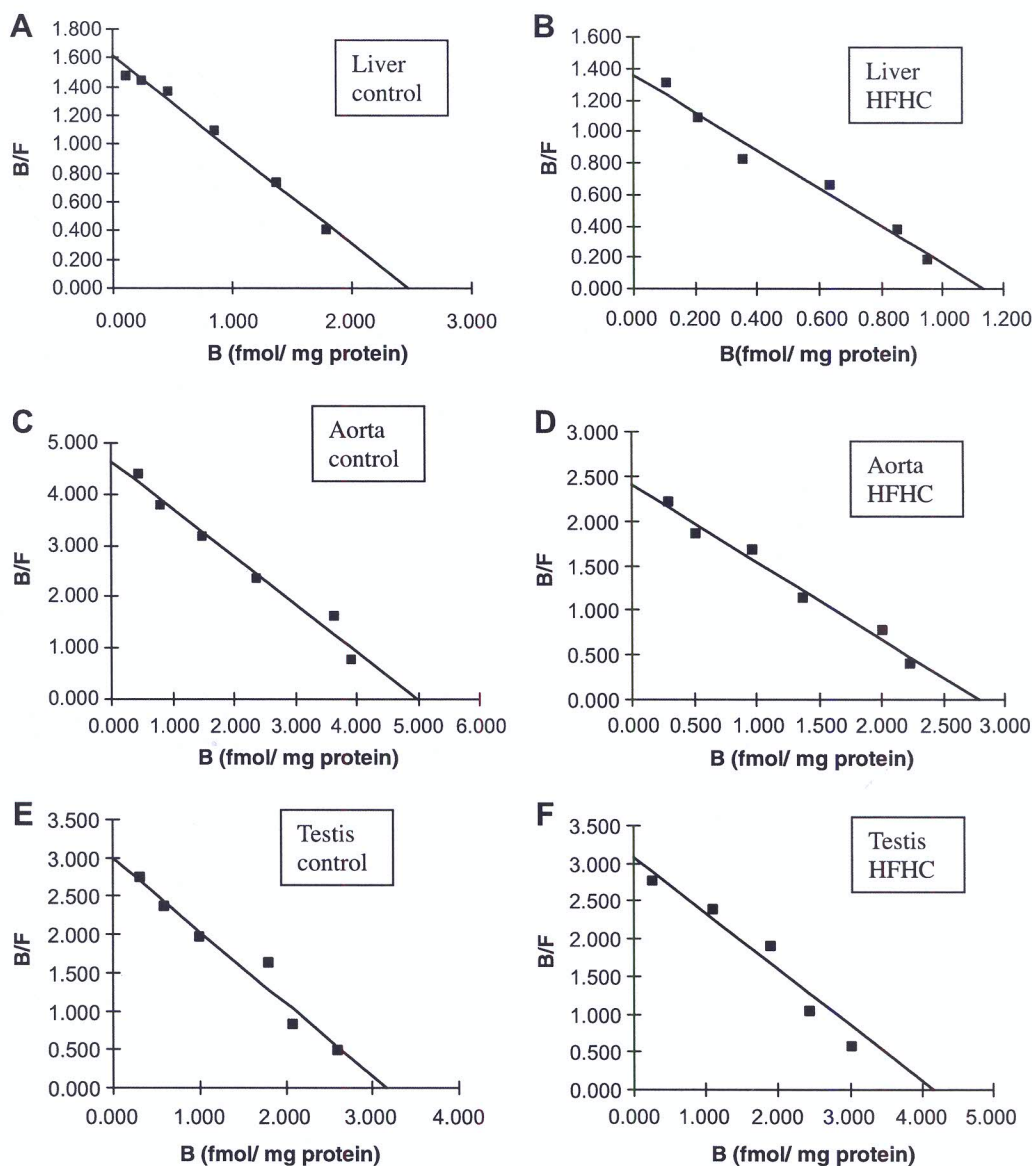 A
Liver
control
B/F
1.800
1.600
1.400
1.200
1.000
0.800
0.600
0.400
0.200
0.000
0.000 1.000 2.000 3.000
B (fmol/ mg protein)
B
Liver
HFHC
B/F
1.600
1.400
1.200
1.000
0.800
0.600
0.400
0.200
0.000
0.000 0.200 0.400 0.600 0.800 1.000 1.200
B(fmol/ mg protein)
C
Aorta
control
B/F
5.000
4.000
3.000
2.000
1.000
0.000
0.000 1.000 2.000 3.000 4.000 5.000 6.000
B (fmol/ mg protein)
D
Aorta
HFHC
B/F
3.000
2.500
2.000
1.500
1.000
0.500
0.000
0.000 0.500 1.000 1.500 2.000 2.500 3.000
B (fmol/ mg protein)
E
Testis
control
B/F
3.500
3.000
2.500
2.000
1.500
1.000
0.500
0.000
0.000 1.000 2.000 3.000 4.000
B (fmol/ mg protein)
F
Testis
HFHC
B/F
3.500
3.000
2.500
2.000
1.500
1.000
0.500
0.000
0.000 1.000 2.000 3.000 4.000 5.000
B (fmol/ mg protein)